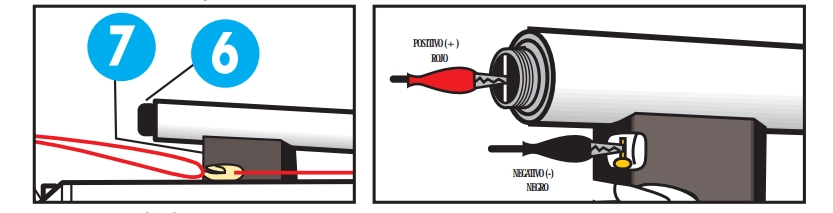 7
6
POSITIVO (+)
ROJO
NEGATIVO (-)
NEGRO